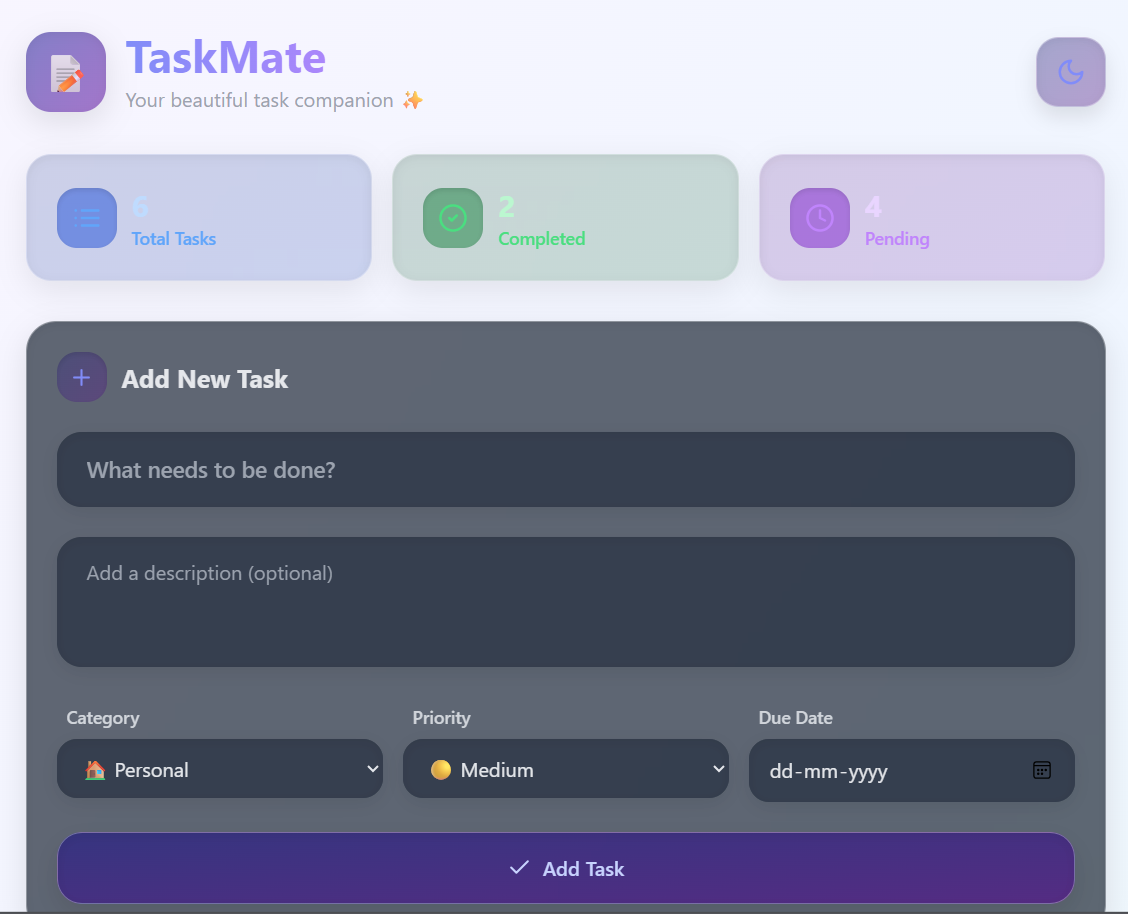 TaskMate
Your beautiful task companion ✨
6
Total Tasks
2
Completed
4
Pending
Add New Task
What needs to be done?
Add a description (optional)
Category
Priority
Due Date
Personal
Medium
dd-mm-yyyy
Add Task